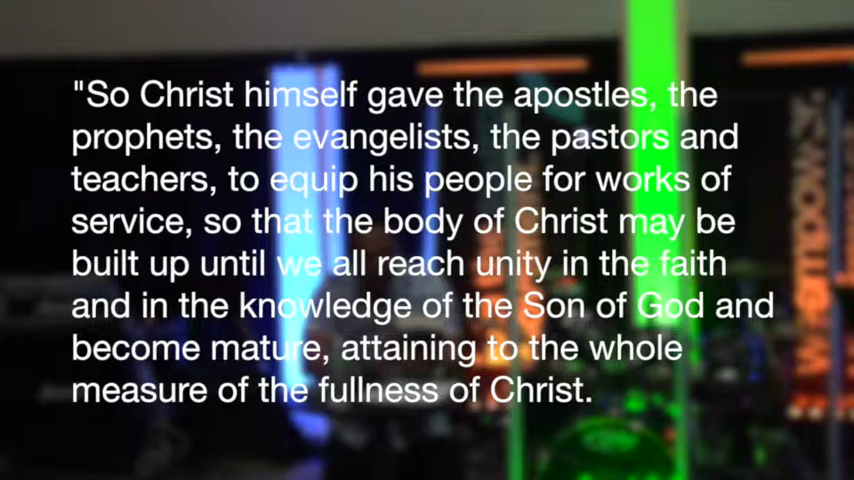 "So Christ himself gave the apostles, the
prophets, the evangelists, the pastors and
teachers, to equip his people for works of
service, so that the body of Christ may be
built up until we all reach unity in the faith
and in the knowledge of the Son of God and
become mature, attaining to the whole
measure of the fullness of Christ.